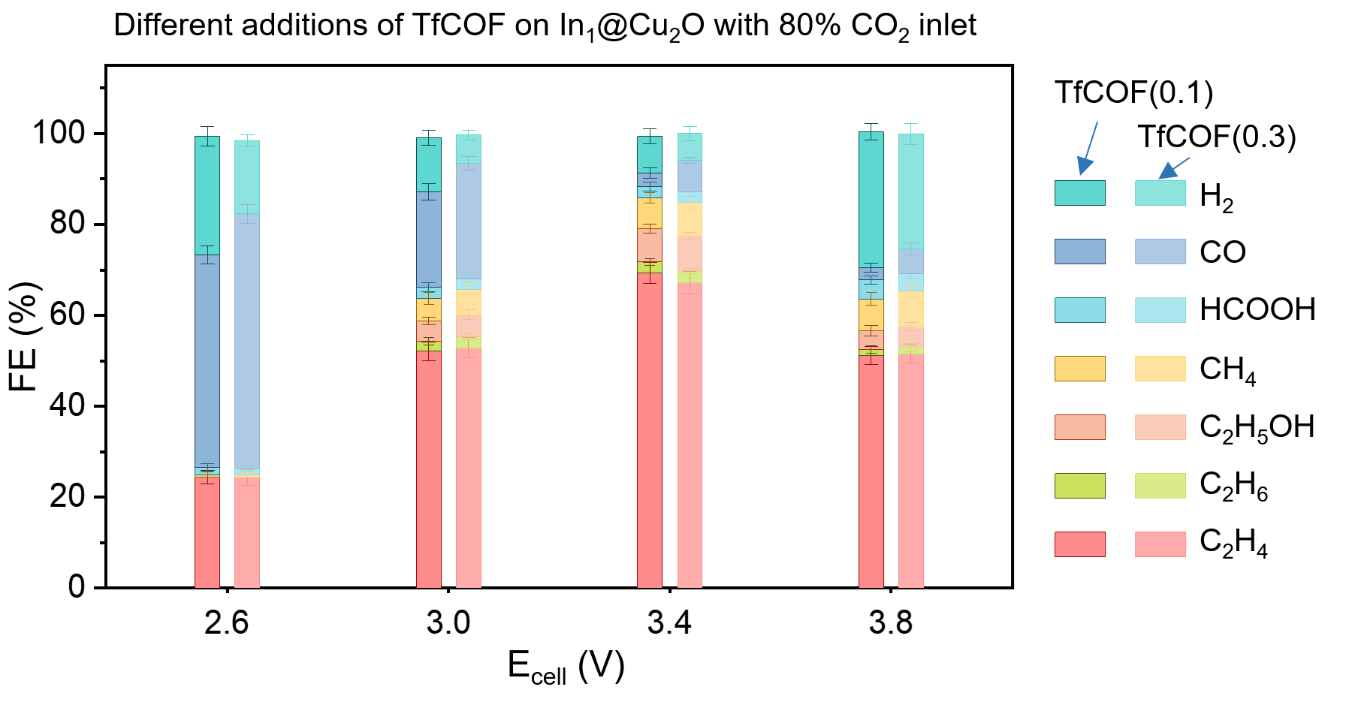 Different additions of TfCOF on In₁@Cu₂O with 80% CO₂ inlet
TfCOF(0.1)
TfCOF(0.3)
H₂
CO
HCOOH
CH₄
C₂H₅OH
C₂H₆
C₂H₄
FE (%)
100
80
60
40
20
0
2.6 3.0 3.4 3.8
E_cell (V)